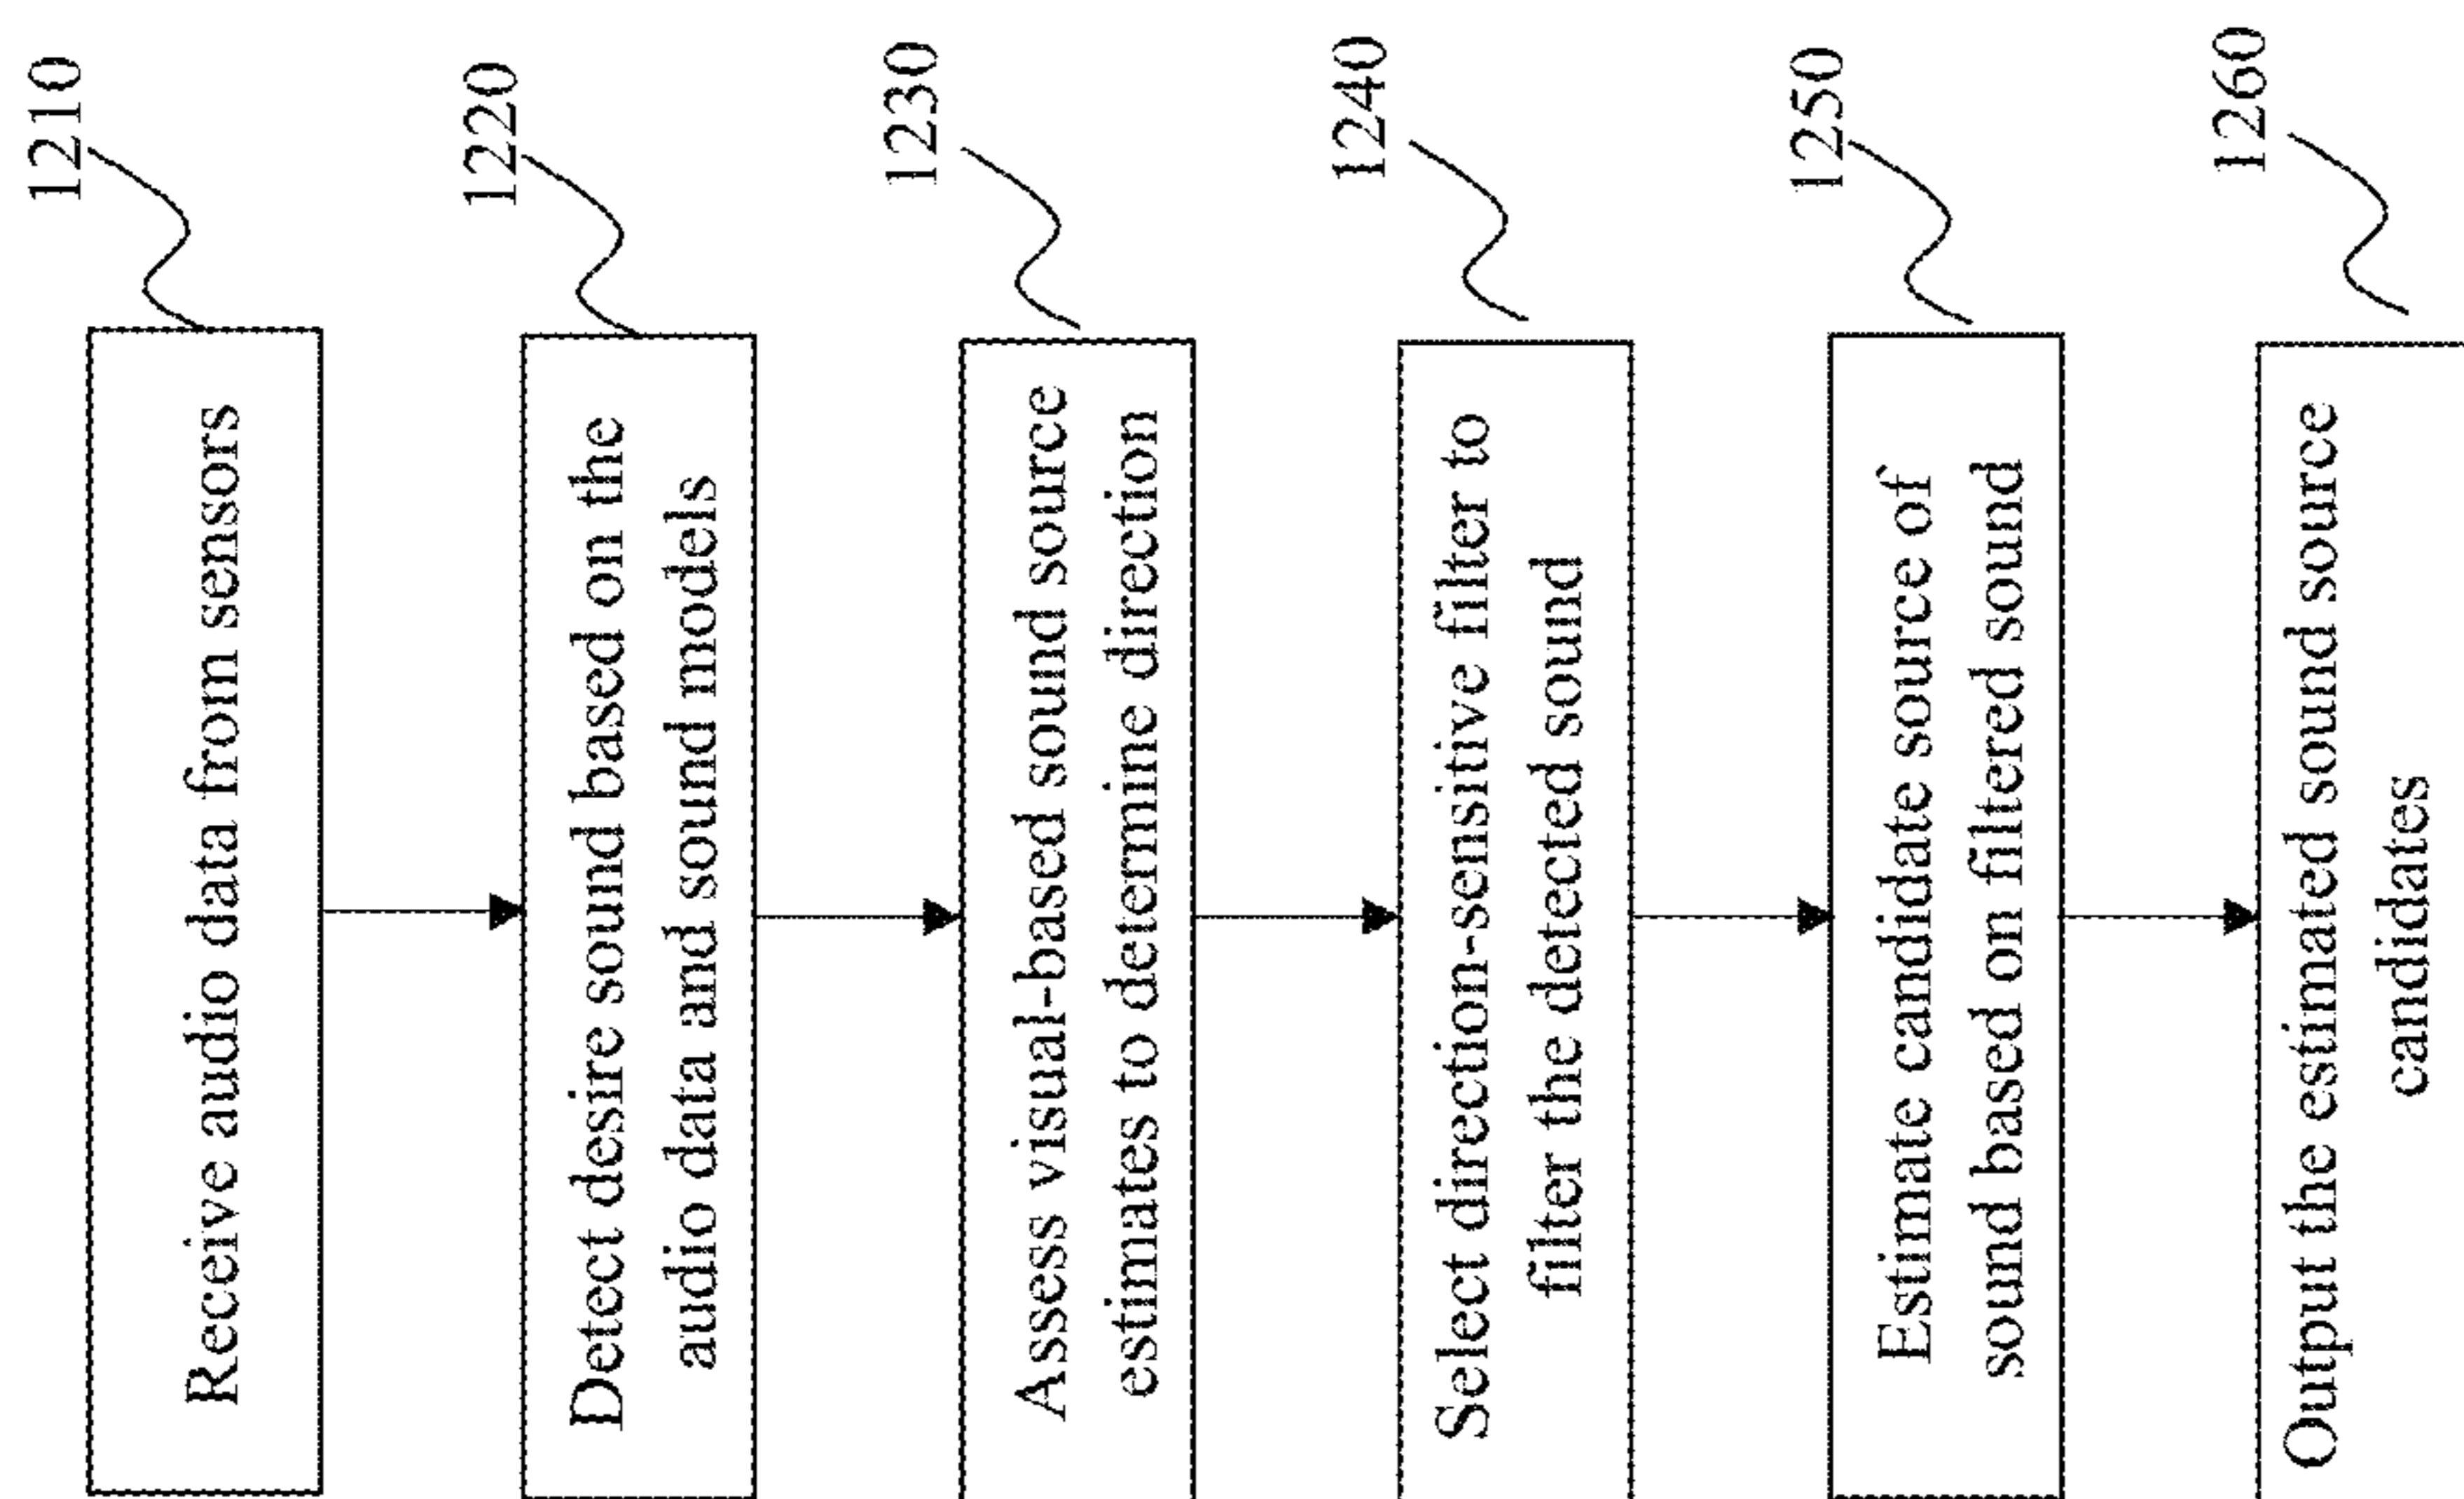 1210
Receive audio data from sensors
1220
Detect desire sound based on the
audio data and sound models
1230
Assess visual-based sound source
estimates to determine direction
1240
Select direction-sensitive filter to
filter the detected sound
1250
Estimate candidate source of
sound based on filtered sound
1260
Output the estimated sound source
candidates